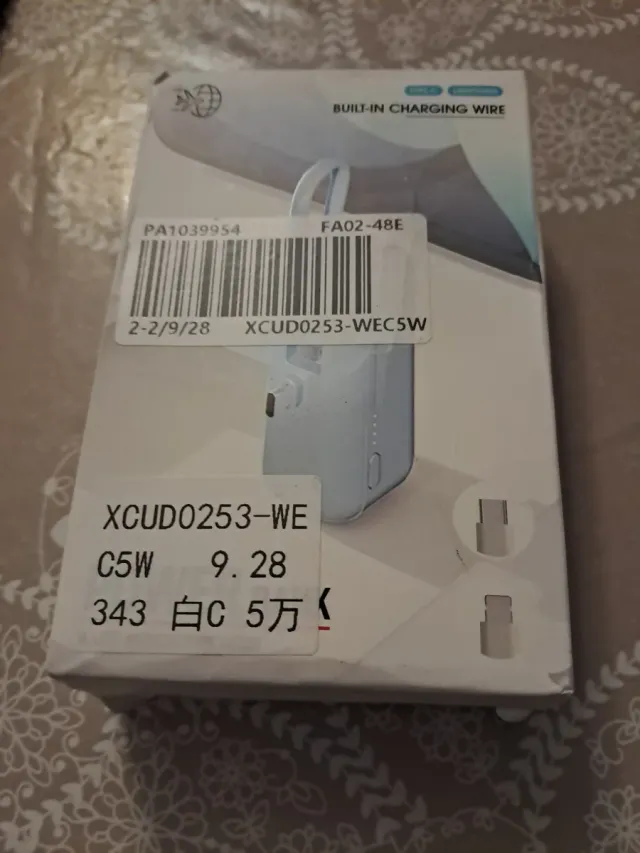 BUILT-IN CHARGING WIRE
PA1039954 FA02-48E
2-2/9/28 XCUD0253-WEC5W
XCUD0253-WE
C5W 9.28
343 白C 5万